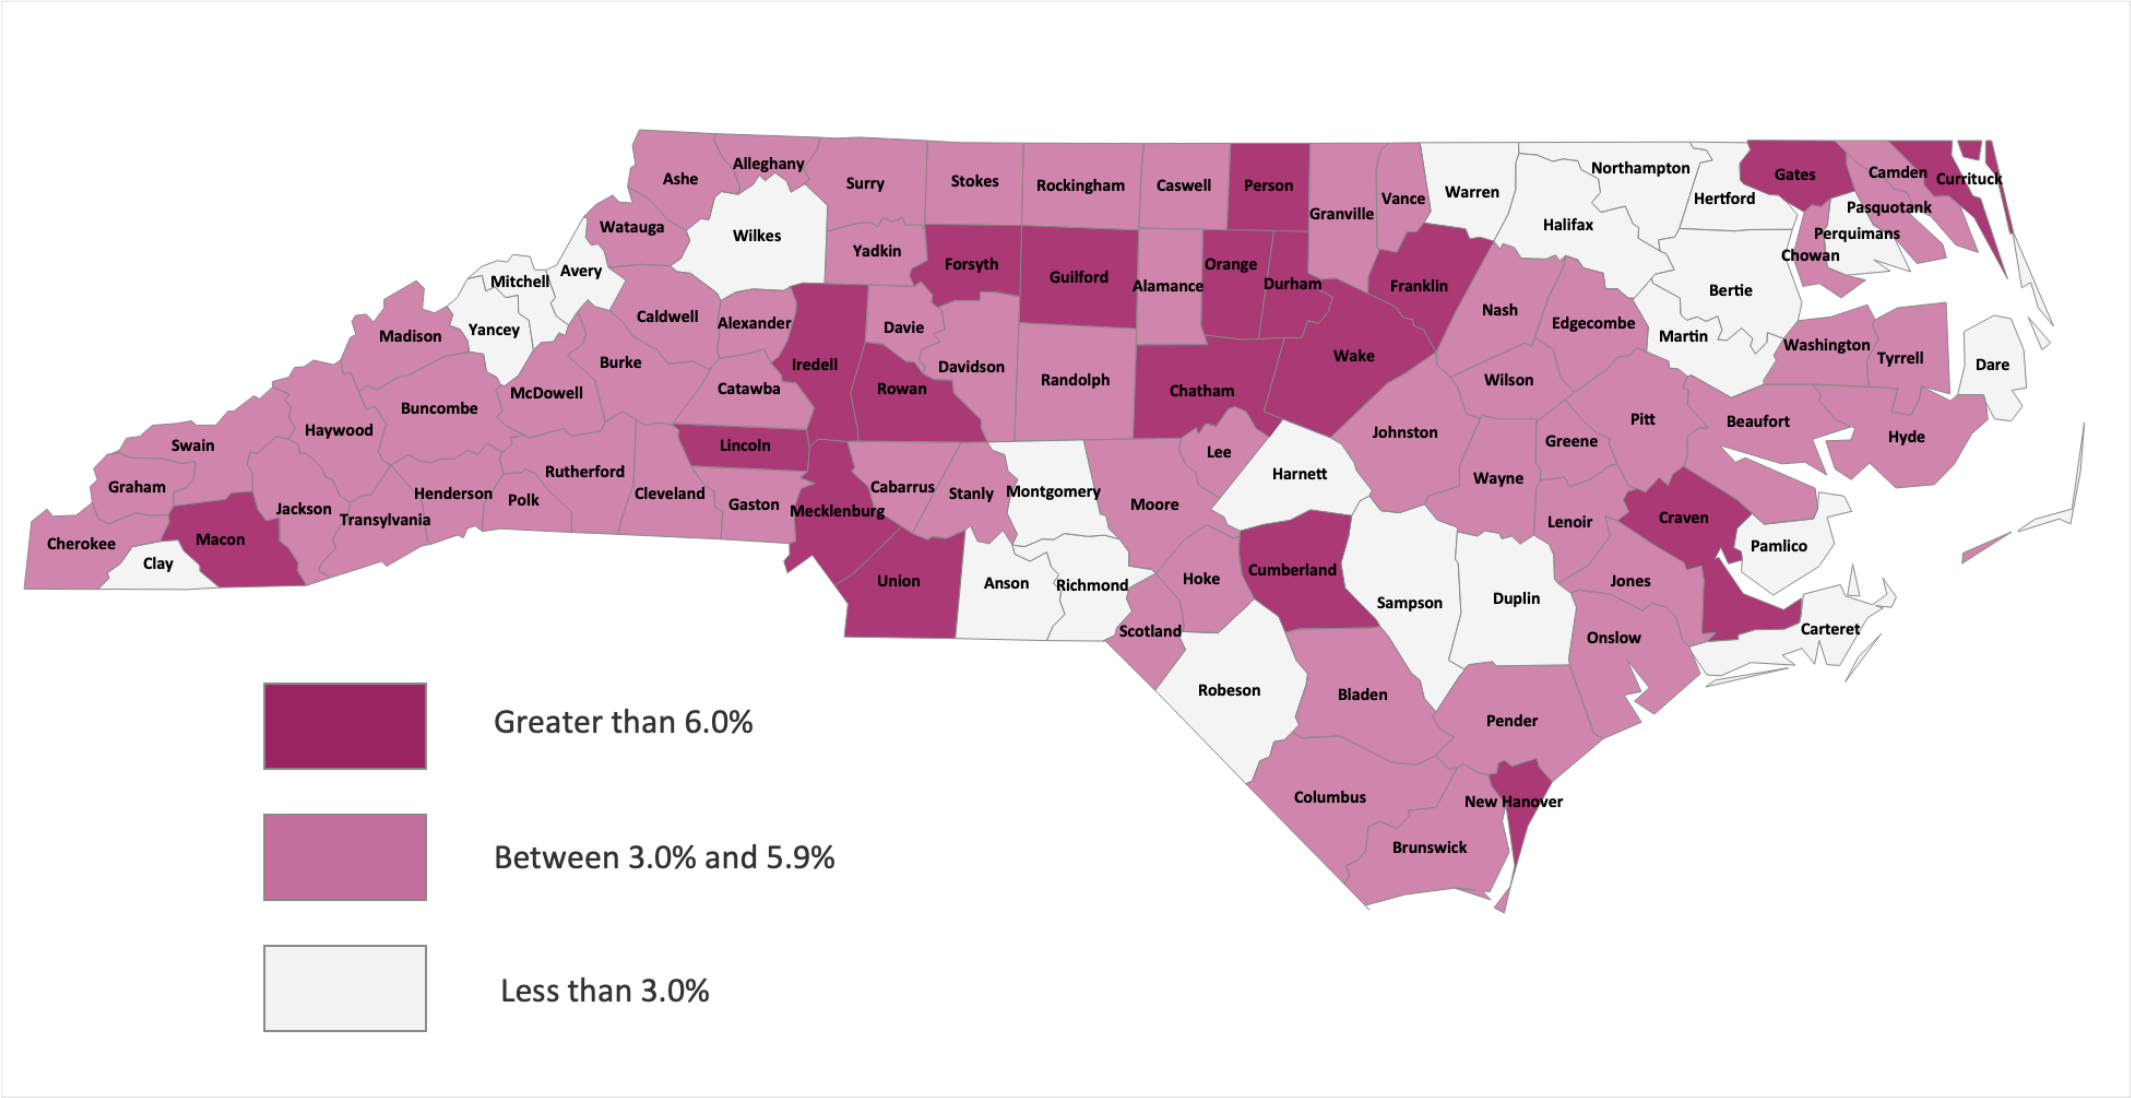 Alleghany
Ashe
Surry
Stokes
Rockingham
Caswell
Person
Granville
Vance
Warren
Northampton
Hertford
Gates
Camden
Currituck
Pasquotank
Perquimans
Chowan
Halifax
Watauga
Wilkes
Yadkin
Forsyth
Guilford
Alamance
Orange
Durham
Franklin
Bertie
Mitchell
Avery
Yancey
Madison
Caldwell
Alexander
Davie
Iredell
Nash
Edgecombe
Martin
Washington
Tyrrell
Dare
Burke
McDowell
Buncombe
Catawba
Rowan
Davidson
Randolph
Chatham
Wake
Wilson
Pitt
Beaufort
Hyde
Swain
Haywood
Lincoln
Lee
Johnston
Greene
Graham
Jackson
Transylvania
Henderson
Polk
Rutherford
Cleveland
Gaston
Mecklenburg
Cabarrus
Stanly
Montgomery
Moore
Harnett
Wayne
Lenoir
Craven
Pamlico
Cherokee
Clay
Macon
Union
Anson
Richmond
Hoke
Cumberland
Sampson
Duplin
Jones
Carteret
Scotland
Onslow
Robeson
Bladen
Pender
Columbus
New Hanover
Brunswick
Greater than 6.0%
Between 3.0% and 5.9%
Less than 3.0%